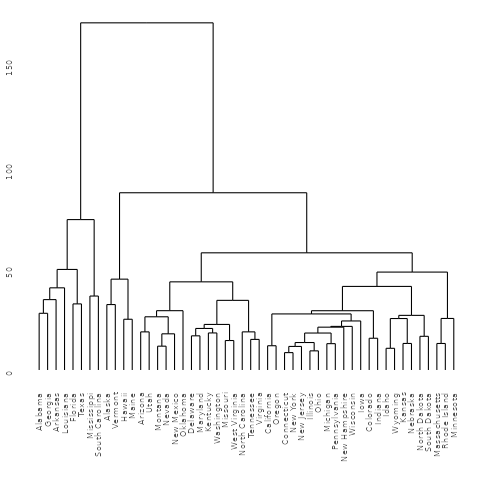 150
100
50
0
Alabama
Georgia
Arkansas
Louisiana
Florida
Texas
Mississippi
South Carolina
Alaska
Vermont
Hawaii
Maine
Arizona
Utah
Montana
Nevada
New Mexico
Oklahoma
Delaware
Maryland
Kentucky
Washington
Missouri
West Virginia
North Carolina
Tennessee
Virginia
California
Oregon
Connecticut
New York
New Jersey
Illinois
Ohio
Michigan
Pennsylvania
New Hampshire
Wisconsin
Iowa
Colorado
Indiana
Idaho
Wyoming
Kansas
Nebraska
North Dakota
South Dakota
Massachusetts
Rhode Island
Minnesota